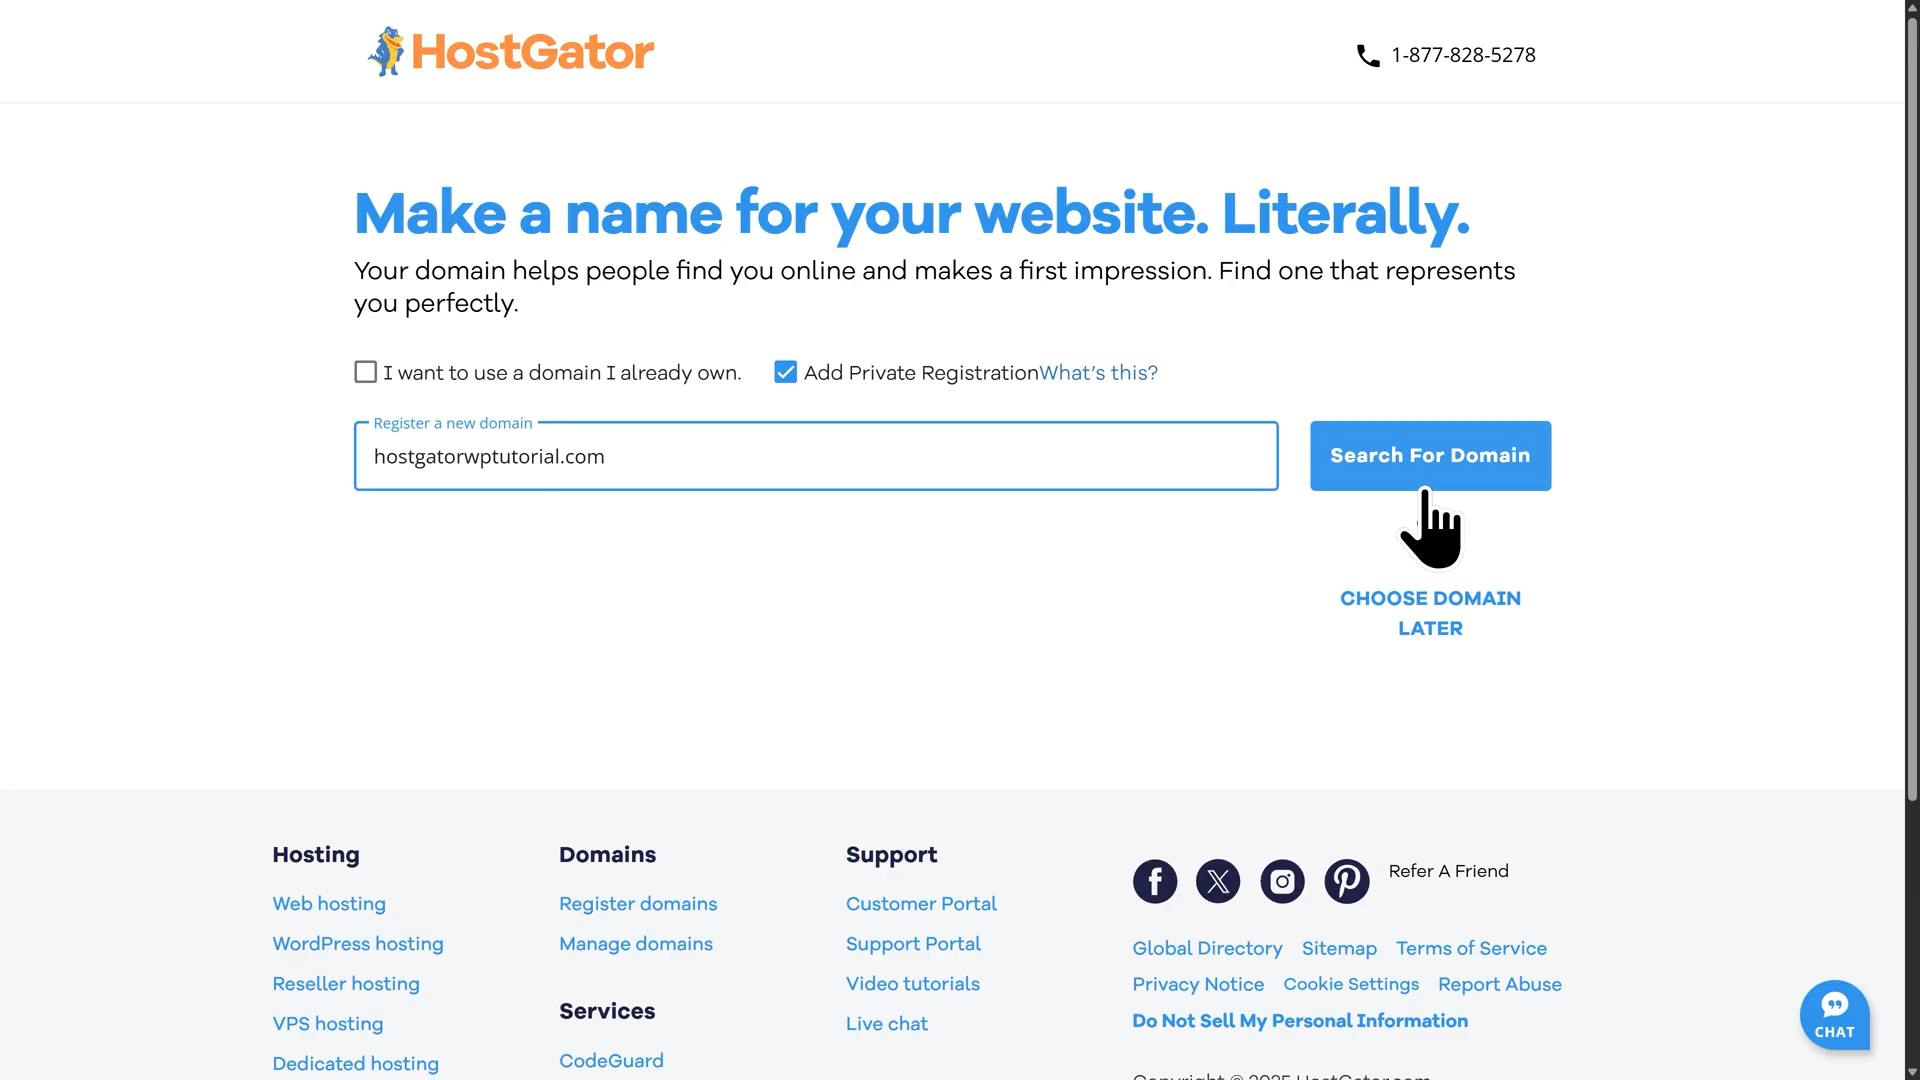 HostGator
1-877-828-5278
Make a name for your website. Literally.
Your domain helps people find you online and makes a first impression. Find one that represents
you perfectly.
I want to use a domain I already own.
Add Private RegistrationWhat's this?
Register a new domain
hostgatorwptutorial.com
Search For Domain
CHOOSE DOMAIN
LATER
Hosting
Web hosting
WordPress hosting
Reseller hosting
VPS hosting
Dedicated hosting
Domains
Register domains
Manage domains
Services
CodeGuard
Support
Customer Portal
Support Portal
Video tutorials
Live chat
Refer A Friend
Global Directory Sitemap Terms of Service
Privacy Notice Cookie Settings Report Abuse
Do Not Sell My Personal Information
Copyright © 2025 HostGator.com
CHAT